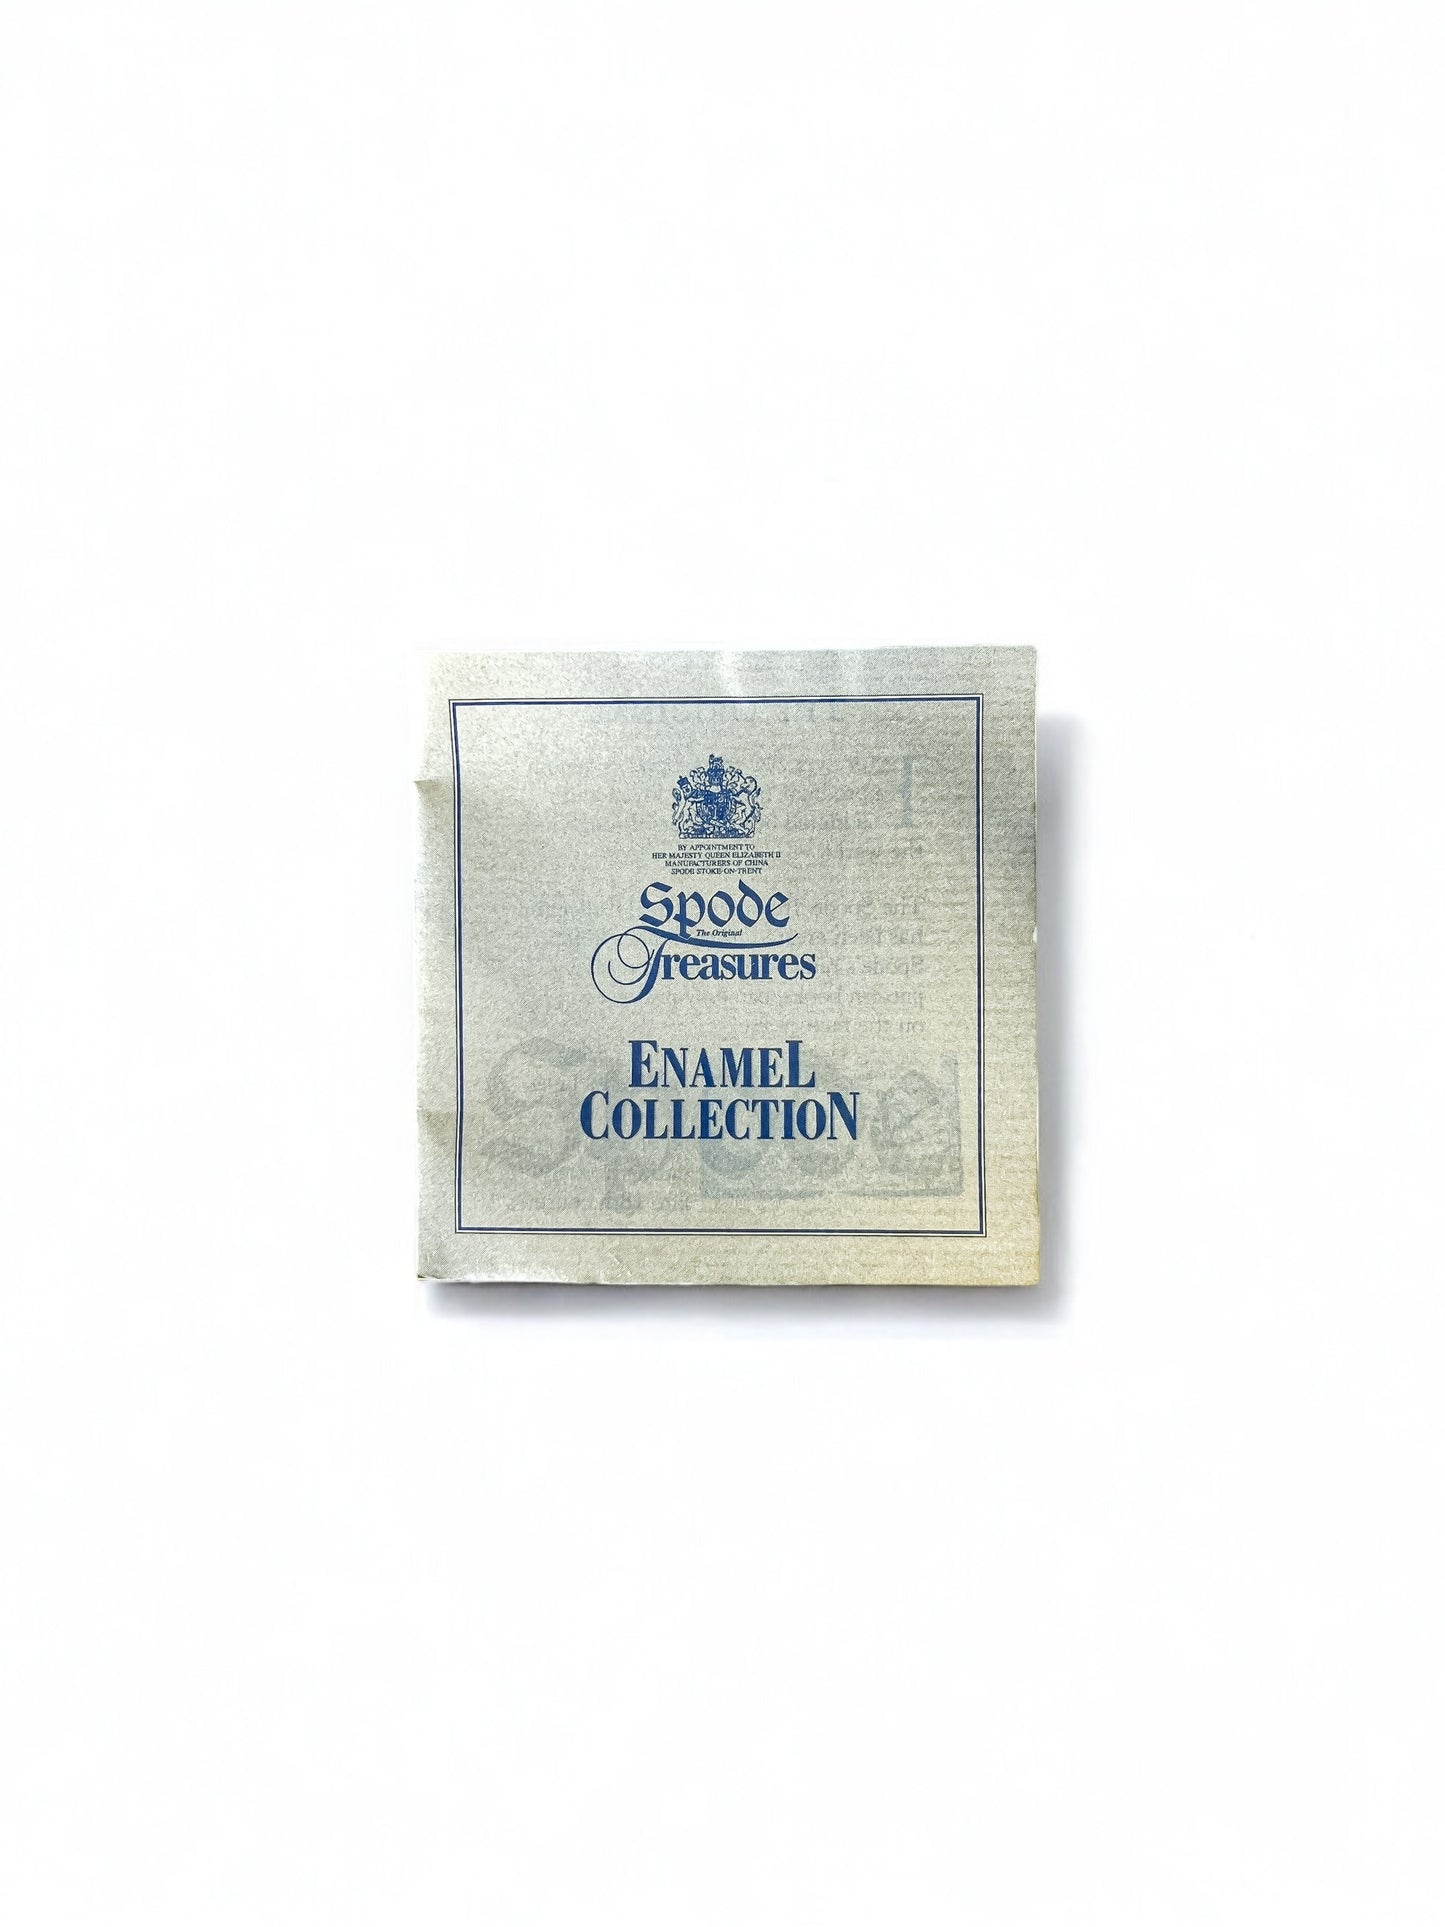 BY APPOINTMENT TO
HER MAJESTY QUEEN ELIZABETH II
MANUFACTURERS OF CHINA
SPODE STOKE-ON-TRENT
Spode
The Original
Treasures
ENAMEL
COLLECTION